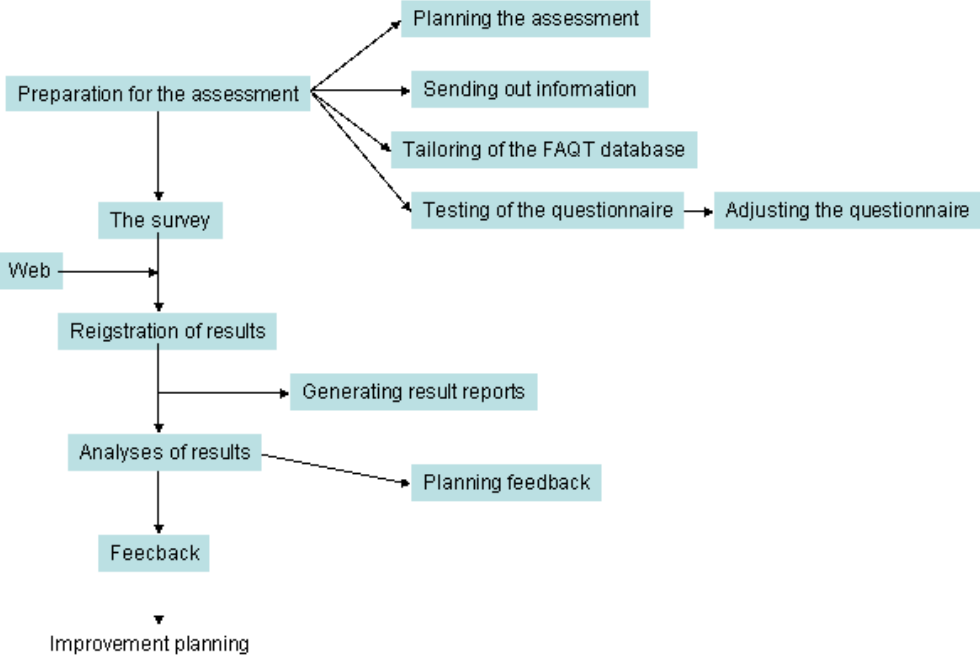 Planning the assessment
Preparation for the assessment
Sending out information
Tailoring of the FAQT database
Testing of the questionnaire
Adjusting the questionnaire
The survey
Web
Reigstration of results
Generating result reports
Analyses of results
Planning feedback
Feecback
Improvement planning